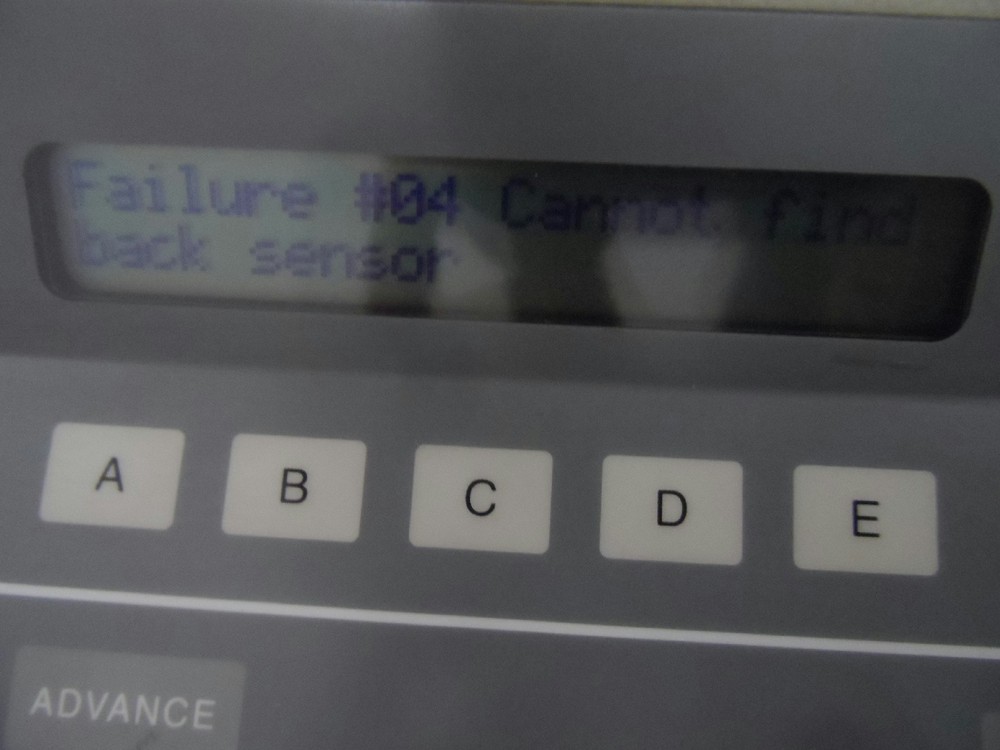 Failure #04 Cannot find
back sensor
A B C D E
ADVANCE